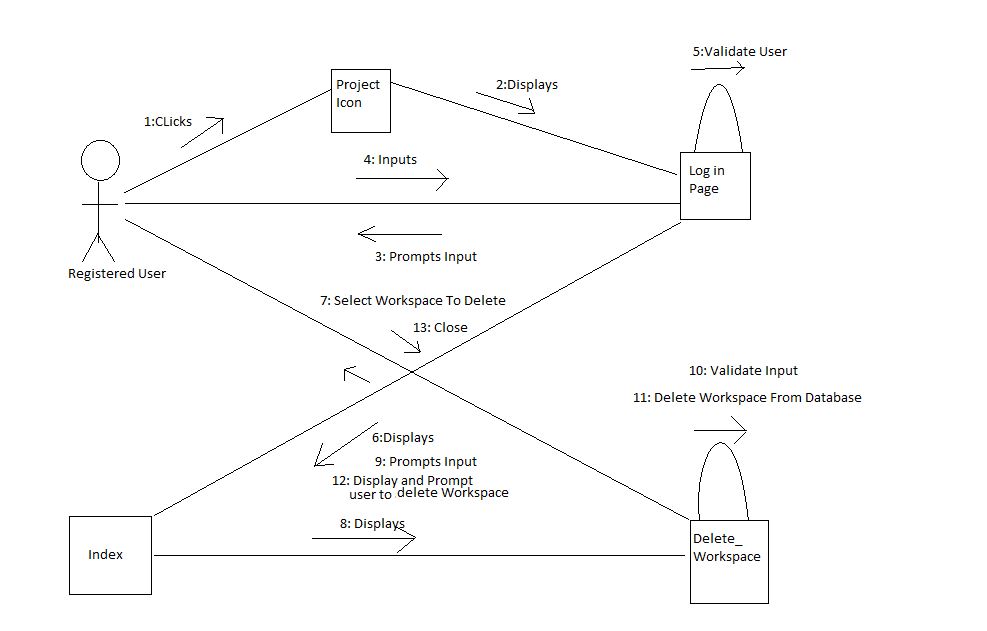 5:Validate User
Project
Icon
2:Displays
1:CLicks
4: Inputs
Log in
Page
3: Prompts Input
Registered User
7: Select Workspace To Delete
13: Close
10: Validate Input
11: Delete Workspace From Database
6:Displays
9: Prompts Input
12: Display and Prompt
user to delete Workspace
8: Displays
Index
Delete_
Workspace